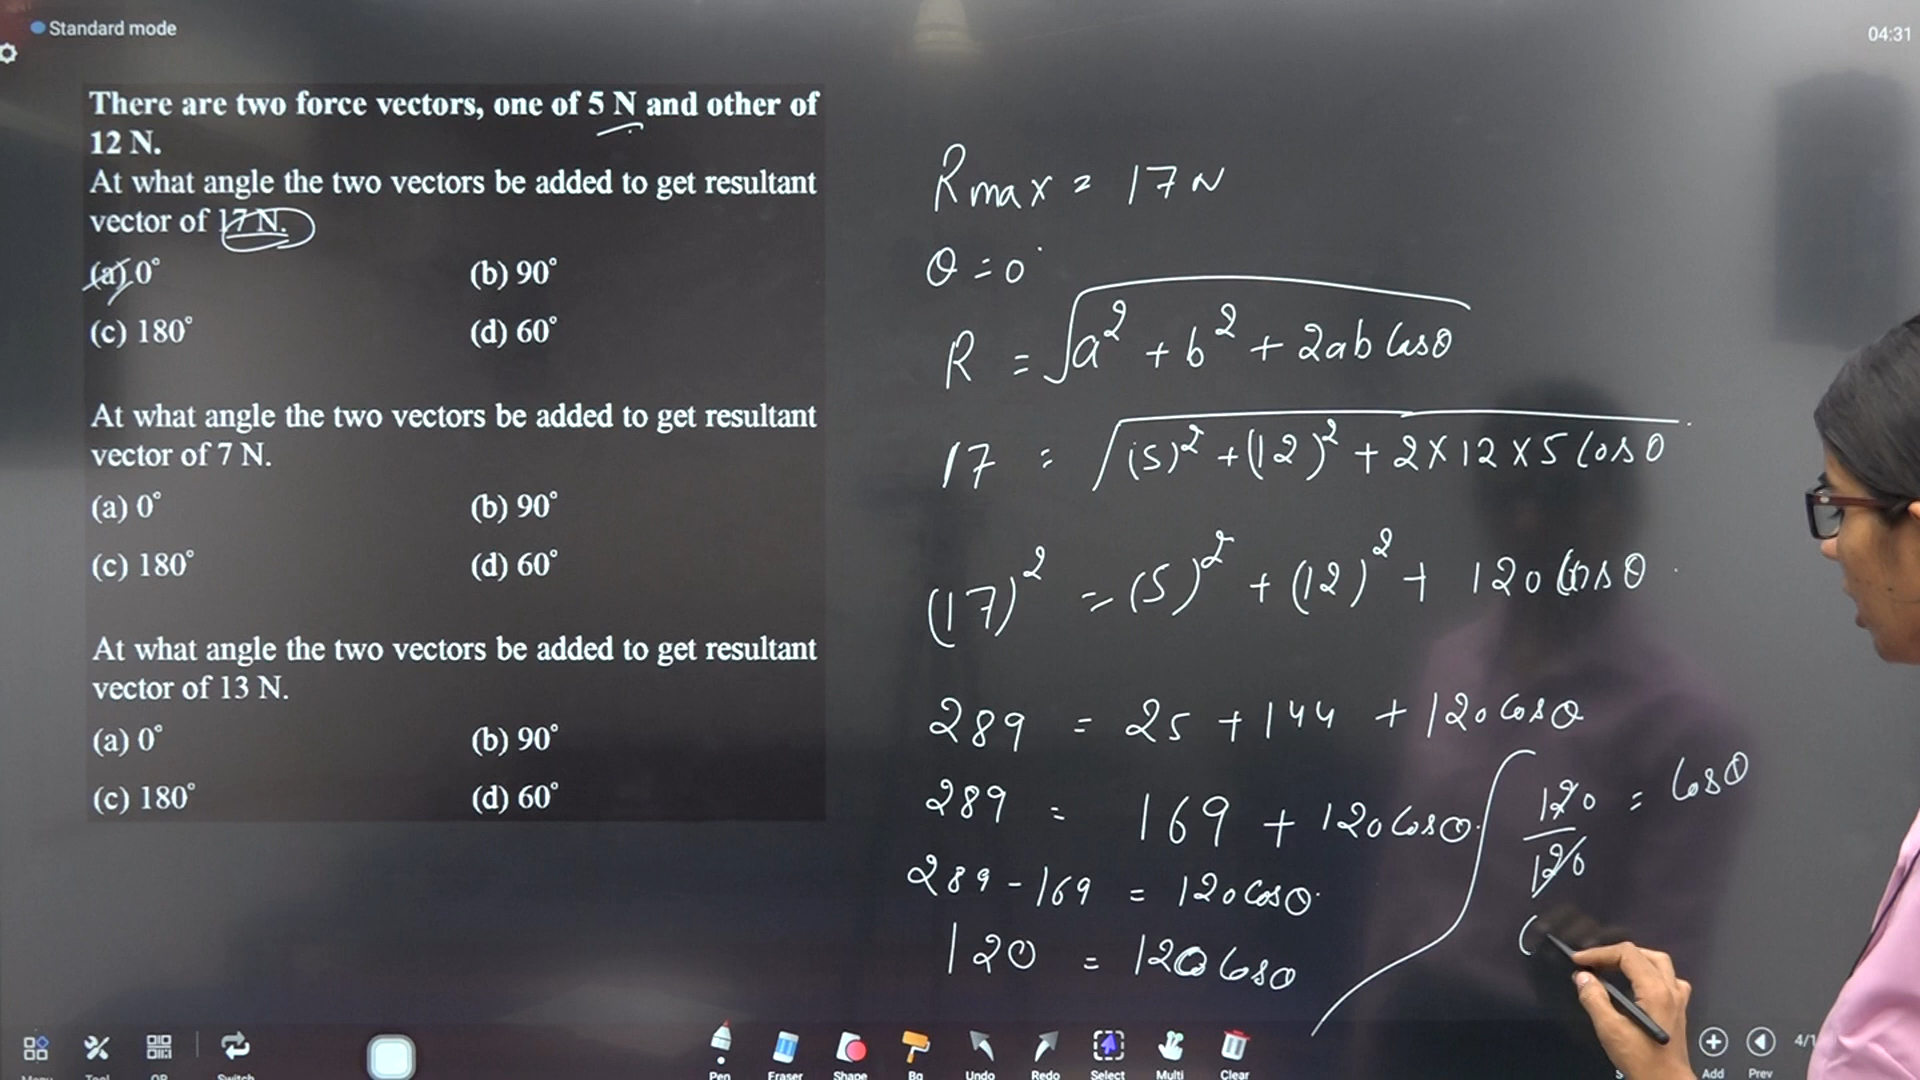 Standard mode
04:31
There are two force vectors, one of 5 N and other of
12 N.
At what angle the two vectors be added to get resultant
vector of 17 N.
(a) 0° (b) 90°
(c) 180° (d) 60°
At what angle the two vectors be added to get resultant
vector of 7 N.
(a) 0° (b) 90°
(c) 180° (d) 60°
At what angle the two vectors be added to get resultant
vector of 13 N.
(a) 0° (b) 90°
(c) 180° (d) 60°
Rmax = 17 N
θ = 0°
R = √a² + b² + 2ab Cosθ
17 = √(5)² + (12)² + 2 × 12 × 5 Cosθ
(17)² = (5)² + (12)² + 120 Cosθ
289 = 25 + 144 + 120 Cosθ
289 = 169 + 120 Cosθ
289 - 169 = 120 Cosθ
120 = 120 Cosθ
120/120 = Cosθ
Pen Eraser Shape Bg Undo Redo Select Multi Clear Add Prev
4/1